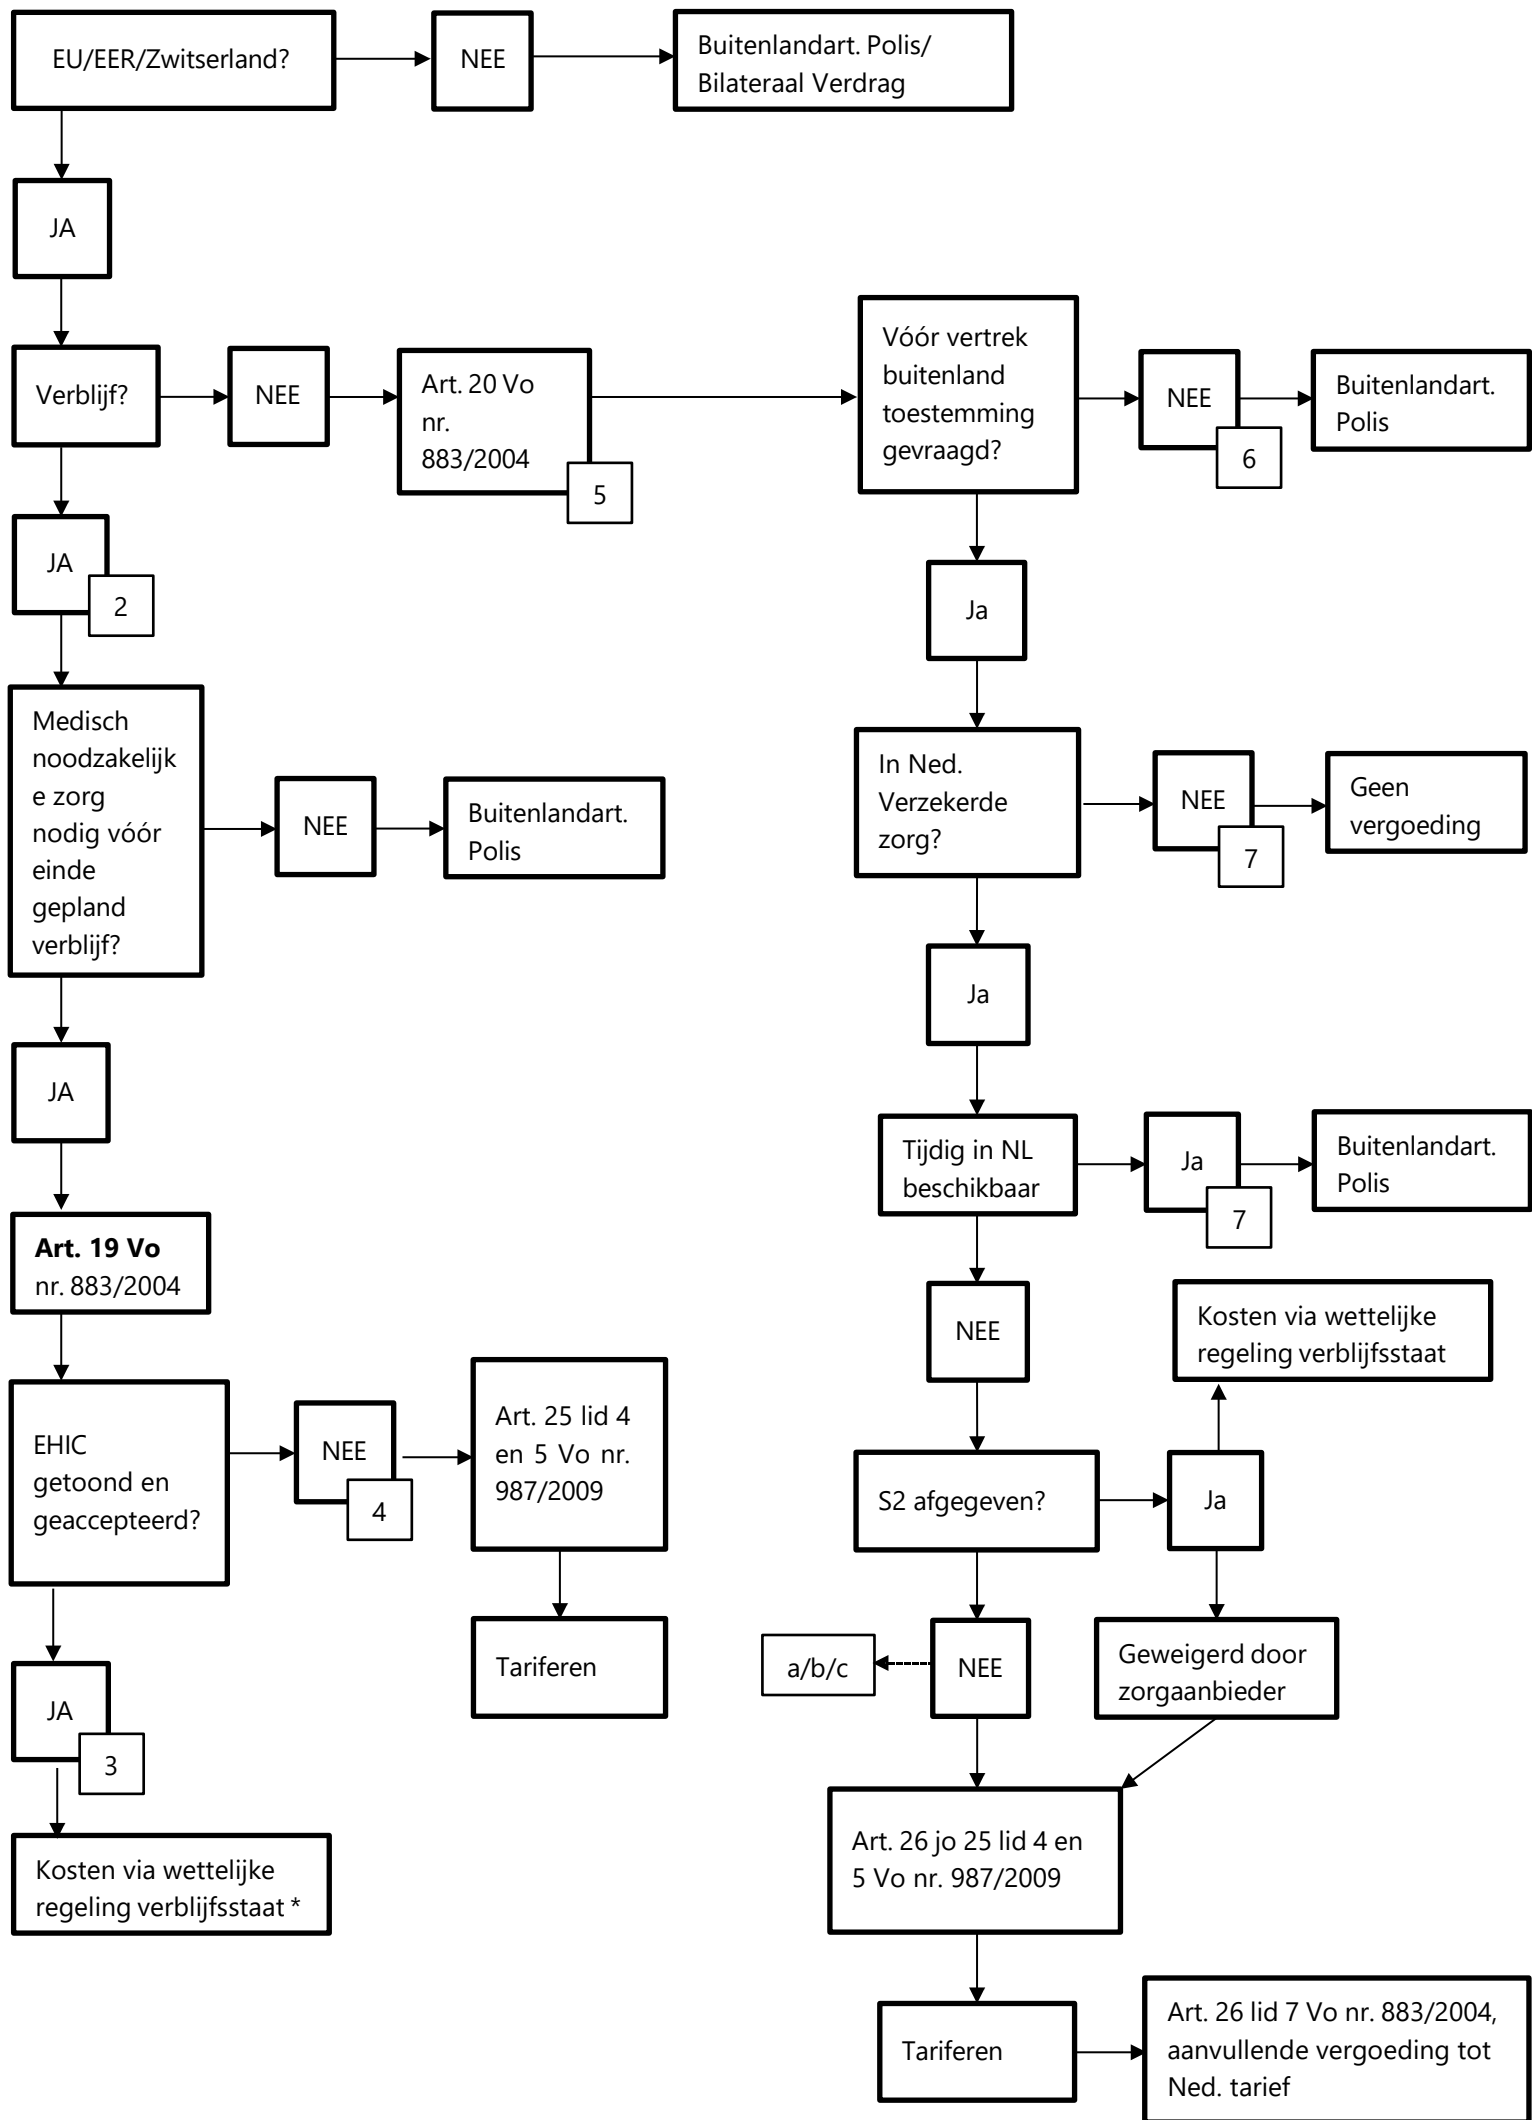 EU/EER/Zwitserland?
NEE
Buitenlandart. Polis/
Bilateraal Verdrag
JA
Verblijf?
NEE
Art. 20 Vo
nr.
883/2004
5
Vóór vertrek
buitenland
toestemming
gevraagd?
NEE
6
Buitenlandart.
Polis
JA
2
Ja
Medisch
noodzakelijk
e zorg
nodig vóór
einde
gepland
verblijf?
NEE
Buitenlandart.
Polis
In Ned.
Verzekerde
zorg?
NEE
7
Geen
vergoeding
Ja
JA
Tijdig in NL
beschikbaar
Ja
7
Buitenlandart.
Polis
Art. 19 Vo
nr. 883/2004
NEE
Kosten via wettelijke
regeling verblijfsstaat
EHIC
getoond en
geaccepteerd?
NEE
4
Art. 25 lid 4
en 5 Vo nr.
987/2009
S2 afgegeven?
Ja
Tariferen
a/b/c
NEE
Geweigerd door
zorgaanbieder
JA
3
Kosten via wettelijke
regeling verblijfsstaat *
Art. 26 jo 25 lid 4 en
5 Vo nr. 987/2009
Tariferen
Art. 26 lid 7 Vo nr. 883/2004,
aanvullende vergoeding tot
Ned. tarief